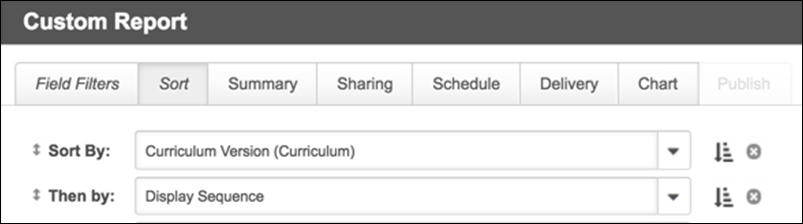 Custom Report
Field Filters Sort Summary Sharing Schedule Delivery Chart Publish
Sort By: Curriculum Version (Curriculum)
Then by: Display Sequence